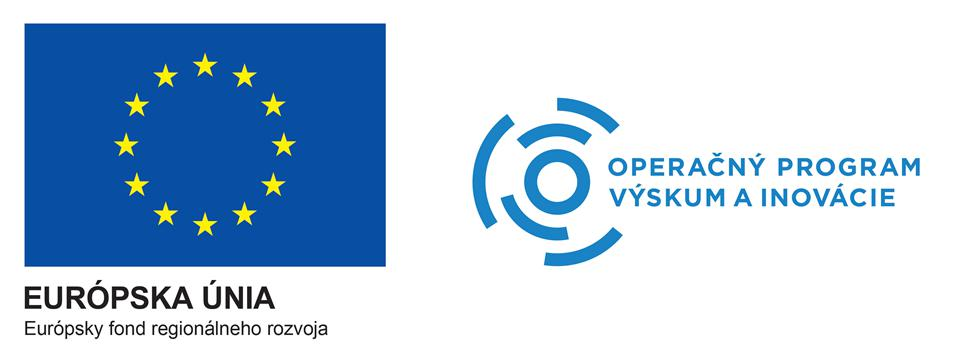 EURÓPSKA ÚNIA
Európsky fond regionálneho rozvoja
OPERAČNÝ PROGRAM
VÝSKUM A INOVÁCIE